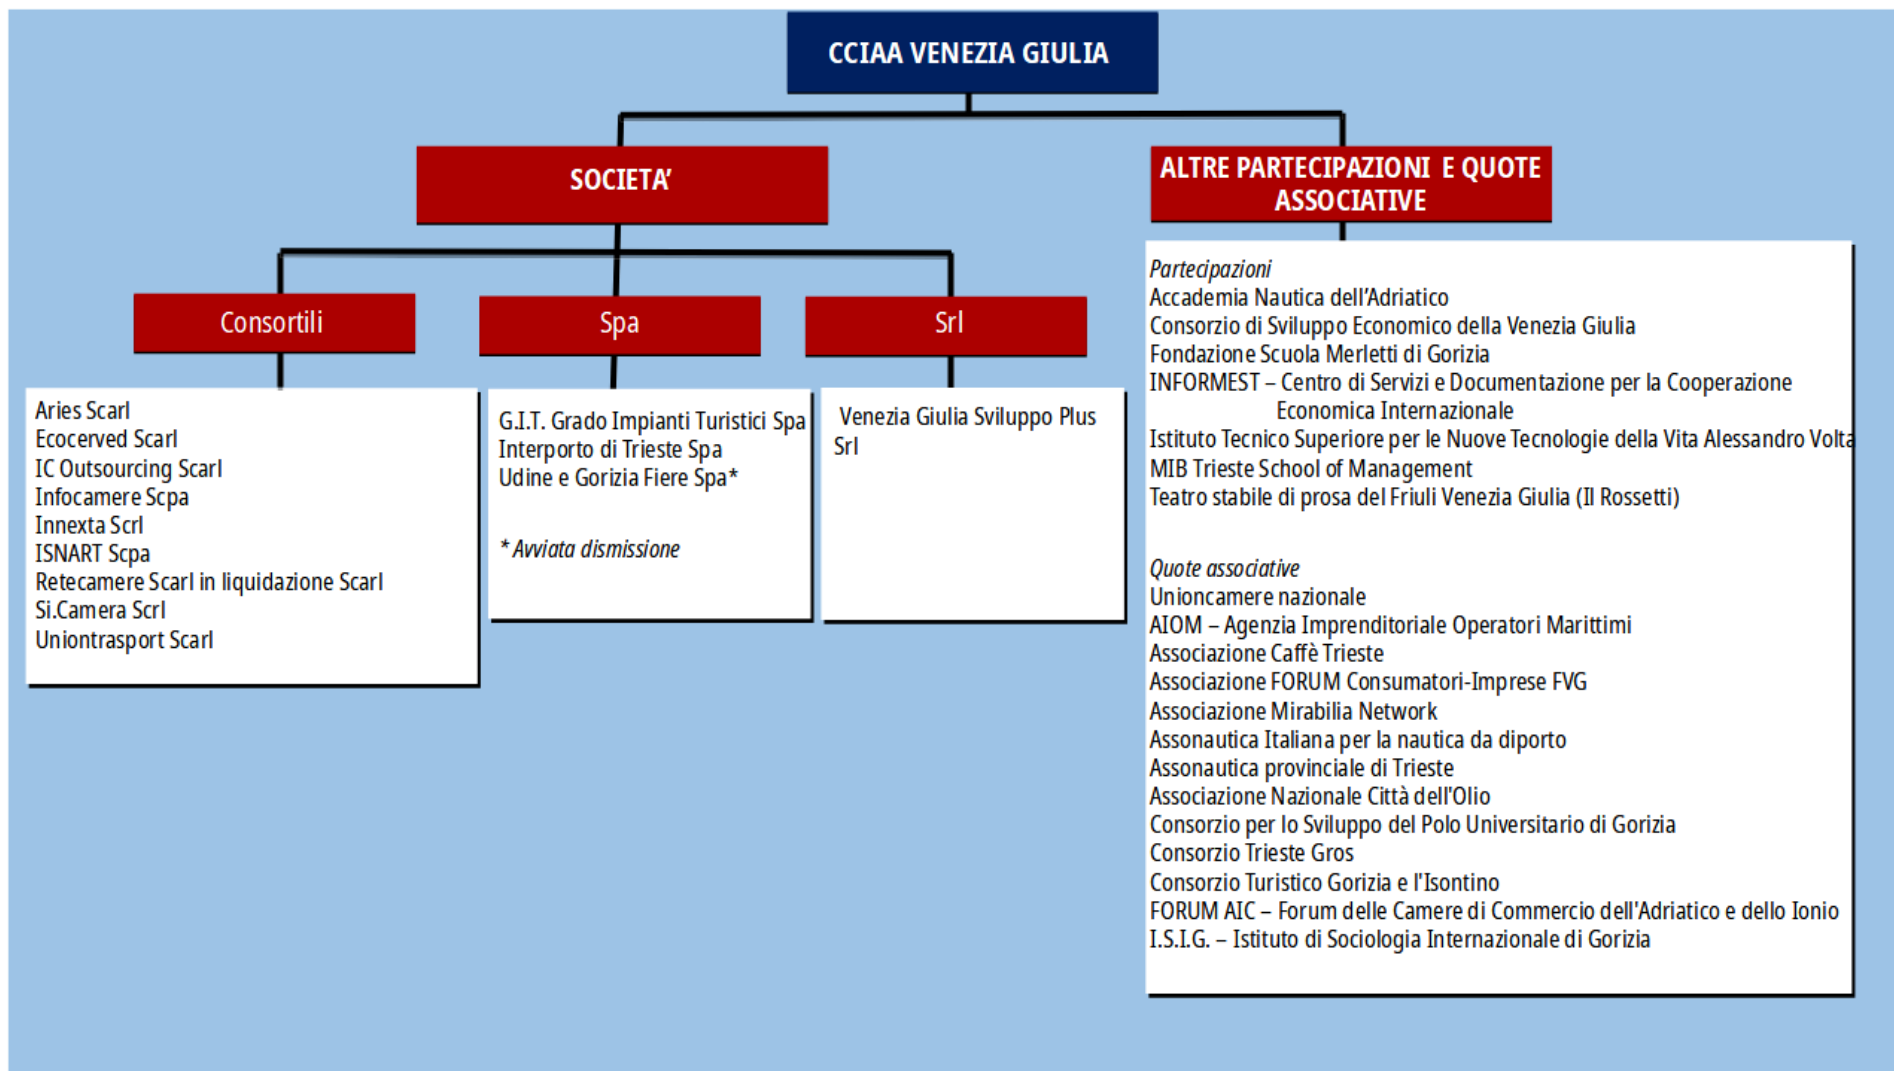 CCIAA VENEZIA GIULIA
SOCIETA’
ALTRE PARTECIPAZIONI E QUOTE
ASSOCIATIVE
Consortili
Spa
Srl
Aries Scarl
Ecocerved Scarl
IC Outsourcing Scarl
Infocamere Scpa
Innexta Scrl
ISNART Scpa
Retecamere Scarl in liquidazione Scarl
Si.Camera Scrl
Uniontrasport Scarl
G.I.T. Grado Impianti Turistici Spa
Interporto di Trieste Spa
Udine e Gorizia Fiere Spa*
* Avviata dismissione
Venezia Giulia Sviluppo Plus
Srl
Partecipazioni
Accademia Nautica dell’Adriatico
Consorzio di Sviluppo Economico della Venezia Giulia
Fondazione Scuola Merletti di Gorizia
INFORMEST – Centro di Servizi e Documentazione per la Cooperazione
Economica Internazionale
Istituto Tecnico Superiore per le Nuove Tecnologie della Vita Alessandro Volta
MIB Trieste School of Management
Teatro stabile di prosa del Friuli Venezia Giulia (Il Rossetti)
Quote associative
Unioncamere nazionale
AIOM – Agenzia Imprenditoriale Operatori Marittimi
Associazione Caffè Trieste
Associazione FORUM Consumatori-Imprese FVG
Associazione Mirabilia Network
Assonautica Italiana per la nautica da diporto
Assonautica provinciale di Trieste
Associazione Nazionale Città dell'Olio
Consorzio per lo Sviluppo del Polo Universitario di Gorizia
Consorzio Trieste Gros
Consorzio Turistico Gorizia e l'Isontino
FORUM AIC – Forum delle Camere di Commercio dell'Adriatico e dello Ionio
I.S.I.G. – Istituto di Sociologia Internazionale di Gorizia